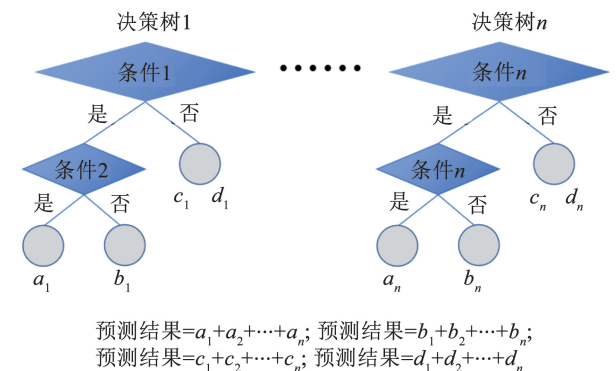 决策树1 决策树n
条件1 …… 条件n
是 否 是 否
条件2 条件n
c₁ d₁ cₙ dₙ
是 否 是 否
a₁ b₁ aₙ bₙ
预测结果=a₁+a₂+···+aₙ; 预测结果=b₁+b₂+···+bₙ;
预测结果=c₁+c₂+···+cₙ; 预测结果=d₁+d₂+···+dₙ